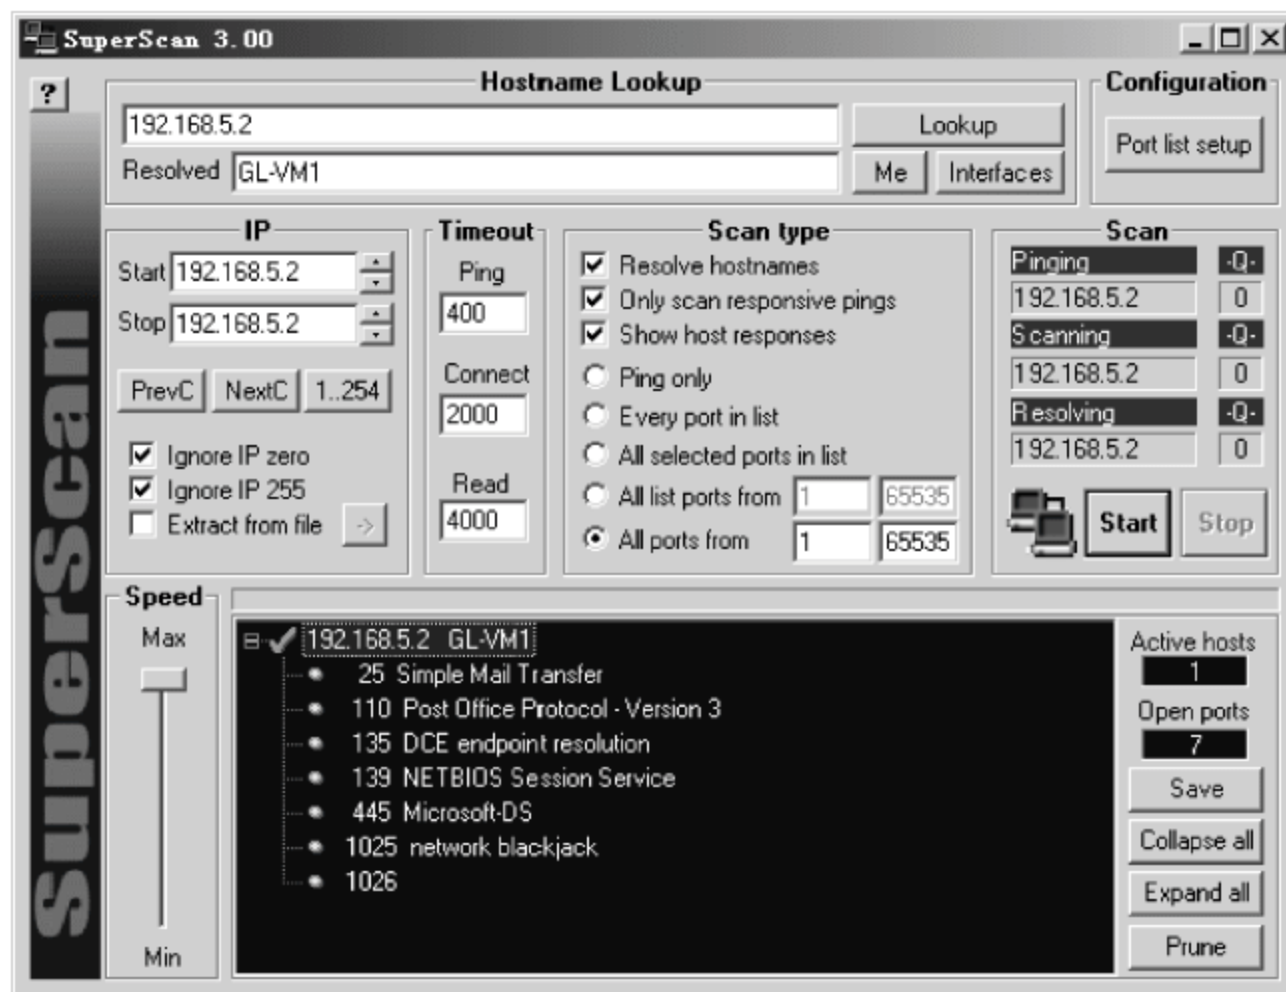 SuperScan 3.00
?
Hostname Lookup
192.168.5.2
Lookup
Resolved GL-VM1
Me
Interfaces
Configuration
Port list setup
IP
Start 192.168.5.2
Stop 192.168.5.2
PrevC NextC 1..254
Ignore IP zero
Ignore IP 255
Extract from file ->
Timeout
Ping
400
Connect
2000
Read
4000
Scan type
Resolve hostnames
Only scan responsive pings
Show host responses
Ping only
Every port in list
All selected ports in list
All list ports from 1 65535
All ports from 1 65535
Scan
Pinging -Q-
192.168.5.2 0
Scanning -Q-
192.168.5.2 0
Resolving -Q-
192.168.5.2 0
Start Stop
SuperScan
Speed
Max
Min
192.168.5.2 GL-VM1
25 Simple Mail Transfer
110 Post Office Protocol - Version 3
135 DCE endpoint resolution
139 NETBIOS Session Service
445 Microsoft-DS
1025 network blackjack
1026
Active hosts
1
Open ports
7
Save
Collapse all
Expand all
Prune